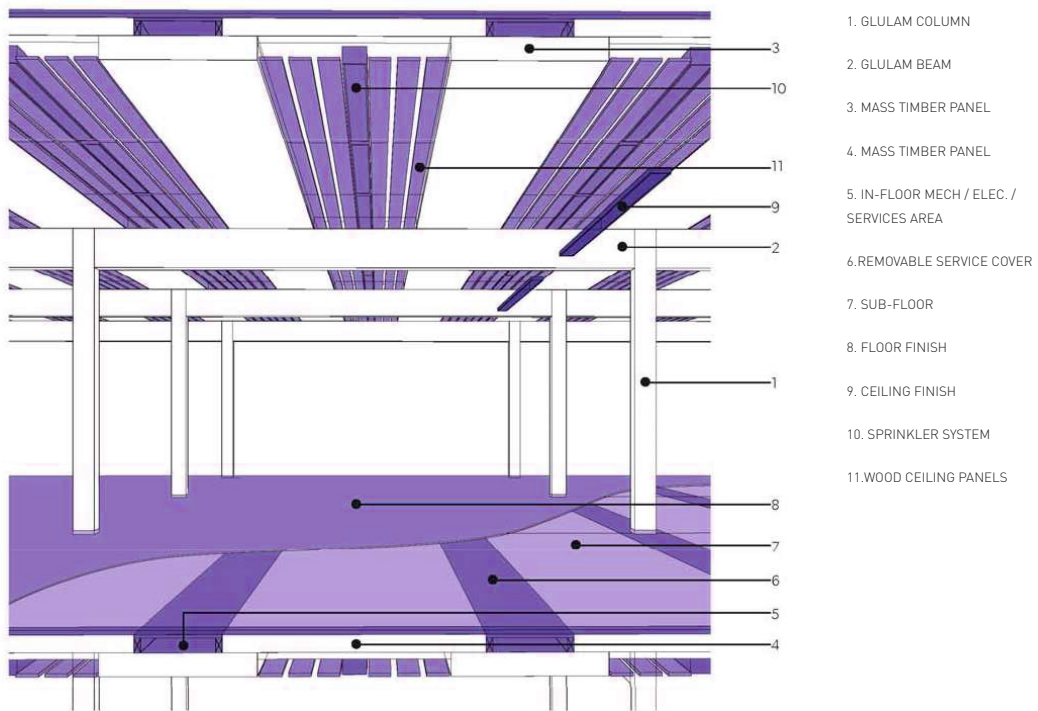 3
10
11
9
2
1
8
7
6
5
4
1. GLULAM COLUMN
2. GLULAM BEAM
3. MASS TIMBER PANEL
4. MASS TIMBER PANEL
5. IN-FLOOR MECH / ELEC. /
SERVICES AREA
6.REMOVABLE SERVICE COVER
7. SUB-FLOOR
8. FLOOR FINISH
9. CEILING FINISH
10. SPRINKLER SYSTEM
11.WOOD CEILING PANELS